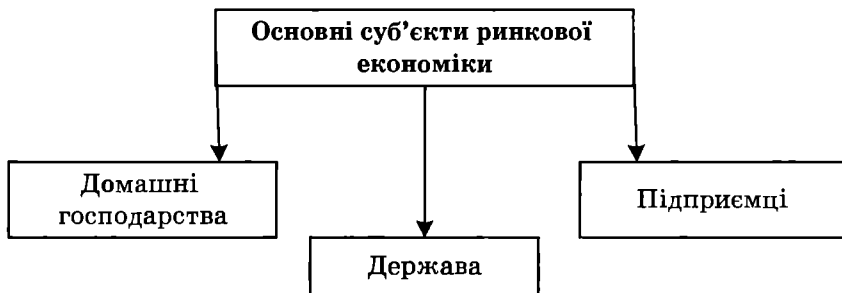 Основні суб’єкти ринкової
економіки
Домашні
господарства
Підприємці
Держава